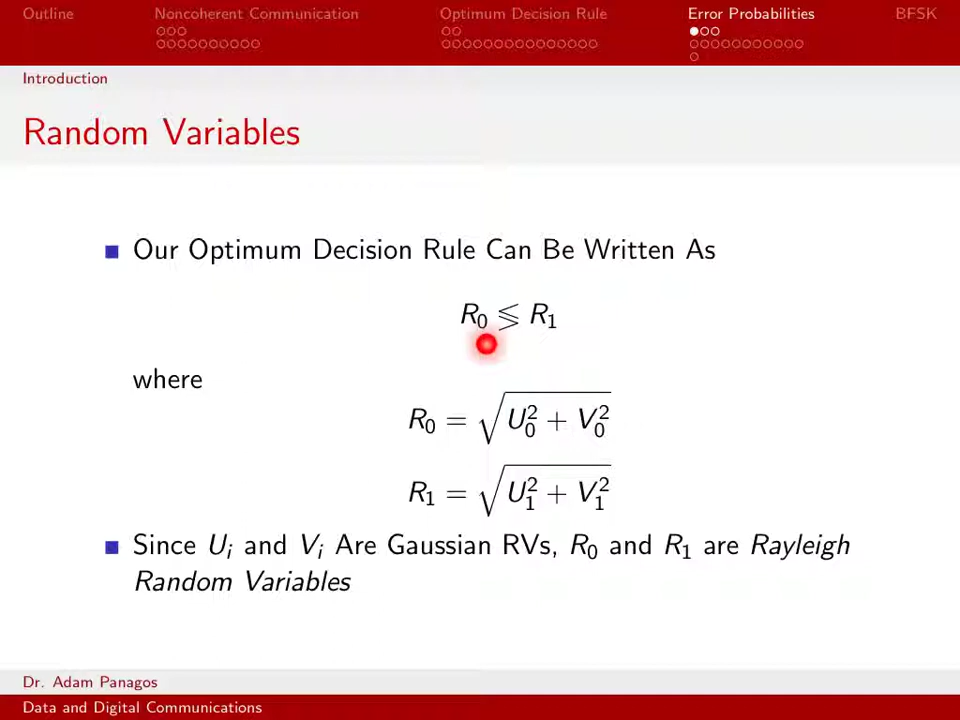 Outline Noncoherent Communication Optimum Decision Rule Error Probabilities BFSK
Introduction
Random Variables
Our Optimum Decision Rule Can Be Written As
R₀ ≶ R₁
where
R₀ = √(U₀² + V₀²)
R₁ = √(U₁² + V₁²)
Since Uᵢ and Vᵢ Are Gaussian RVs, R₀ and R₁ are Rayleigh
Random Variables
Dr. Adam Panagos
Data and Digital Communications